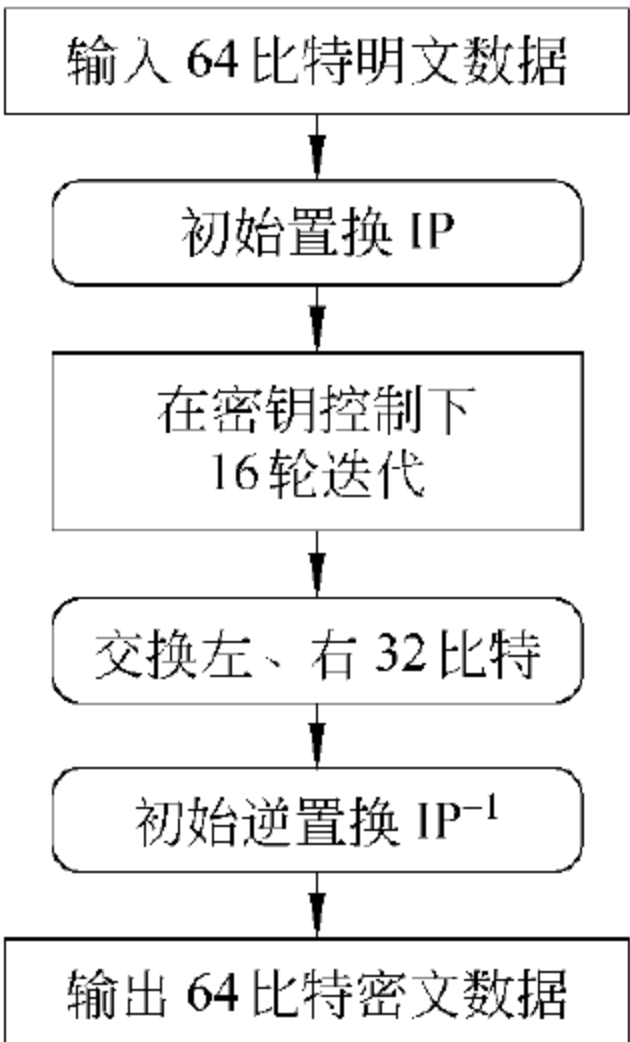 输入 64 比特明文数据
初始置换 IP
在密钥控制下
16 轮迭代
交换左、右 32 比特
初始逆置换 IP⁻¹
输出 64 比特密文数据